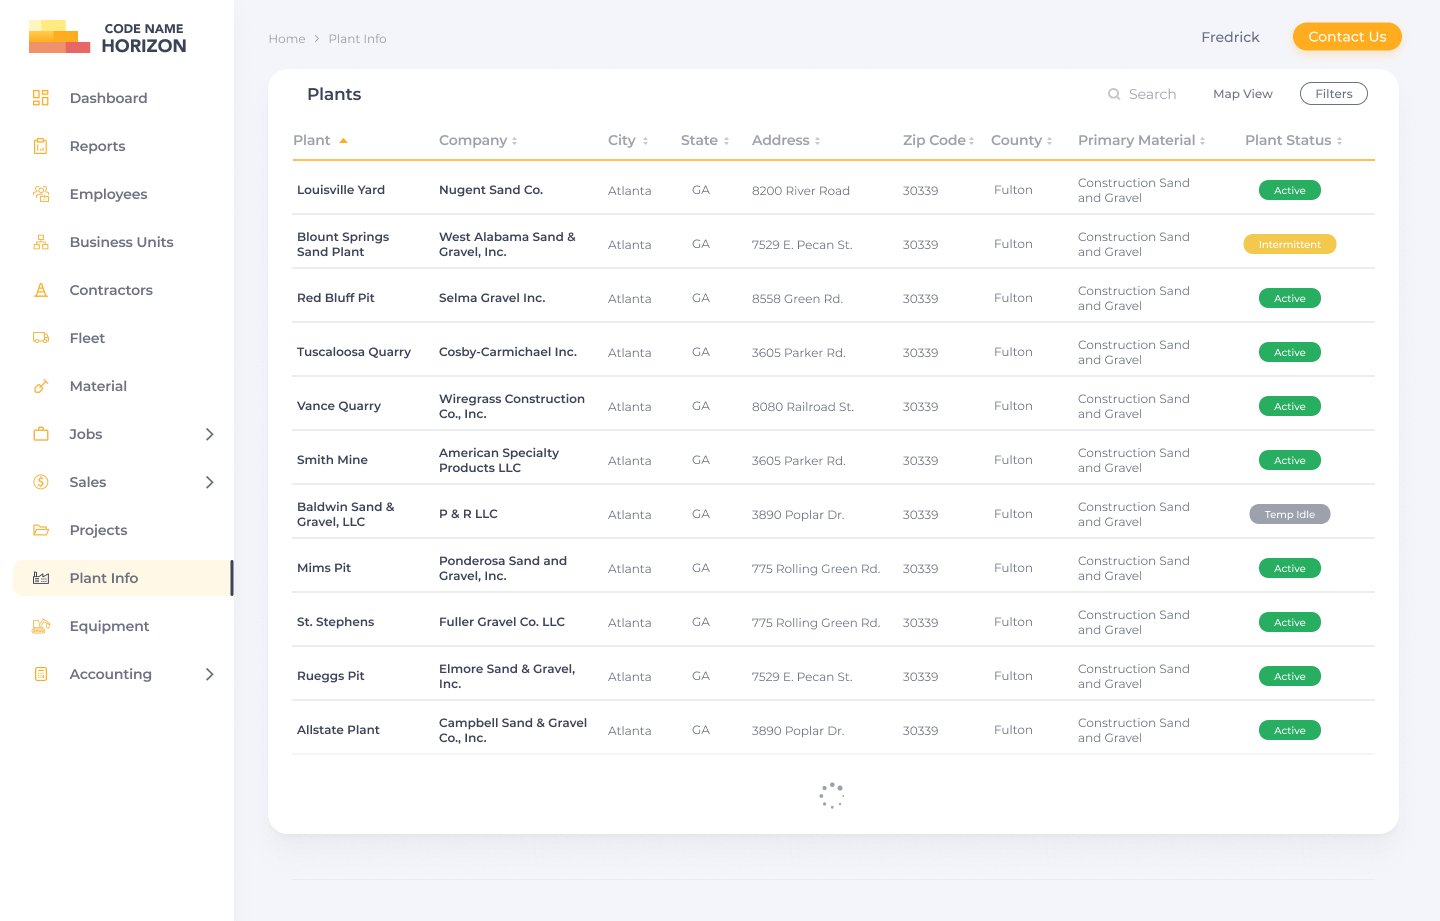 CODE NAME
HORIZON
Dashboard
Reports
Employees
Business Units
Contractors
Fleet
Material
Jobs
Sales
Projects
Plant Info
Equipment
Accounting
Home > Plant Info
Fredrick
Contact Us
Plants
Search
Map View
Filters
Plant Company City State Address Zip Code County Primary Material Plant Status
Louisville Yard Nugent Sand Co. Atlanta GA 8200 River Road 30339 Fulton Construction Sand
and Gravel Active
Blount Springs
Sand Plant West Alabama Sand &
Gravel, Inc. Atlanta GA 7529 E. Pecan St. 30339 Fulton Construction Sand
and Gravel Intermittent
Red Bluff Pit Selma Gravel Inc. Atlanta GA 8558 Green Rd. 30339 Fulton Construction Sand
and Gravel Active
Tuscaloosa Quarry Cosby-Carmichael Inc. Atlanta GA 3605 Parker Rd. 30339 Fulton Construction Sand
and Gravel Active
Vance Quarry Wiregrass Construction
Co., Inc. Atlanta GA 8080 Railroad St. 30339 Fulton Construction Sand
and Gravel Active
Smith Mine American Specialty
Products LLC Atlanta GA 3605 Parker Rd. 30339 Fulton Construction Sand
and Gravel Active
Baldwin Sand &
Gravel, LLC P & R LLC Atlanta GA 3890 Poplar Dr. 30339 Fulton Construction Sand
and Gravel Temp Idle
Mims Pit Ponderosa Sand and
Gravel, Inc. Atlanta GA 775 Rolling Green Rd. 30339 Fulton Construction Sand
and Gravel Active
St. Stephens Fuller Gravel Co. LLC Atlanta GA 775 Rolling Green Rd. 30339 Fulton Construction Sand
and Gravel Active
Rueggs Pit Elmore Sand & Gravel,
Inc. Atlanta GA 7529 E. Pecan St. 30339 Fulton Construction Sand
and Gravel Active
Allstate Plant Campbell Sand & Gravel
Co., Inc. Atlanta GA 3890 Poplar Dr. 30339 Fulton Construction Sand
and Gravel Active